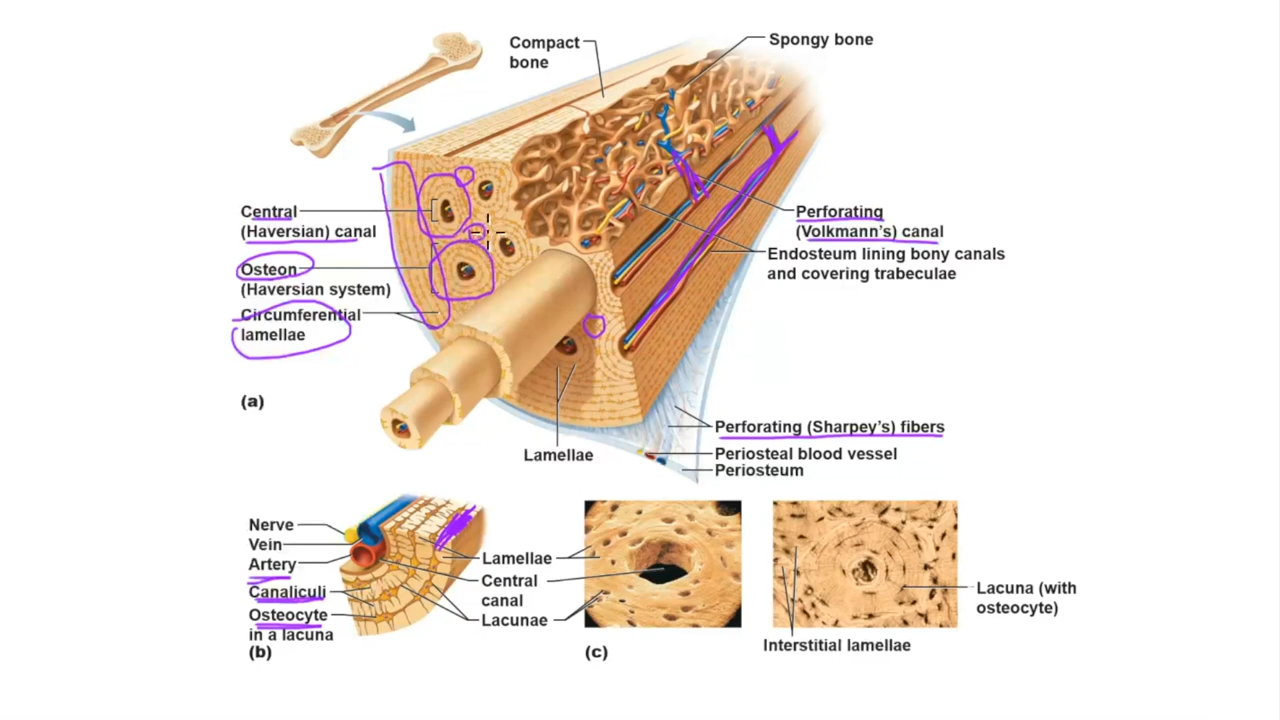 Compact
bone
Spongy bone
Central
(Haversian) canal
Osteon
(Haversian system)
Circumferential
lamellae
Perforating
(Volkmann's) canal
Endosteum lining bony canals
and covering trabeculae
(a)
Lamellae
Perforating (Sharpey's) fibers
Periosteal blood vessel
Periosteum
Nerve
Vein
Artery
Canaliculi
Osteocyte
in a lacuna
(b)
Lamellae
Central
canal
Lacunae
(c)
Lacuna (with
osteocyte)
Interstitial lamellae